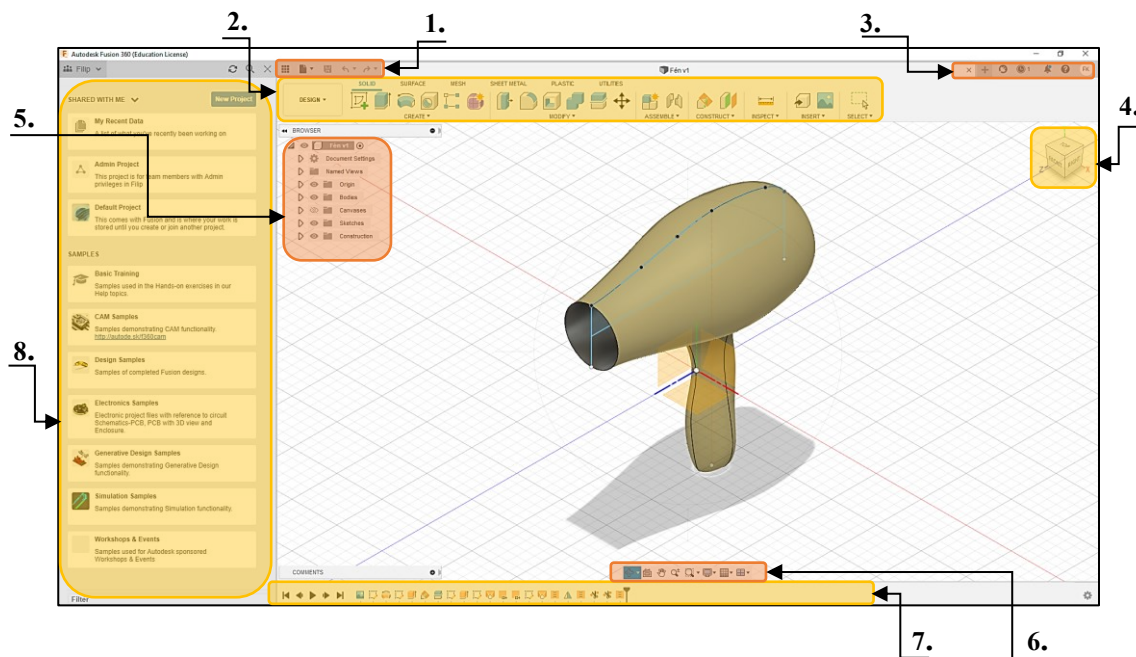 2.
1.
3.
4.
5.
8.
7.
6.
Autodesk Fusion 360 (Education License)
Filip
Fén v1
SHARED WITH ME
New Project
My Recent Data
A list of what you've recently been working on
Admin Project
This project is for team members with Admin
privileges in Filip
Default Project
This comes with Fusion and is where your work is
stored until you create or join another project.
SAMPLES
Basic Training
Samples used in the Hands-on exercises in our
Help topics.
CAM Samples
Samples demonstrating CAM functionality.
http://autode.sk/f360cam
Design Samples
Samples of completed Fusion designs.
Electronics Samples
Electronic project files with reference to circuit
Schematics-PCB, PCB with 3D view and
Enclosure
Generative Design Samples
Samples demonstrating Generative Design
functionality.
Simulation Samples
Samples demonstrating Simulation functionality.
Workshops & Events
Samples used for Autodesk sponsored
Workshops & Events
Filter
DESIGN
SOLID SURFACE MESH SHEET METAL PLASTIC UTILITIES
CREATE MODIFY ASSEMBLE CONSTRUCT INSPECT INSERT SELECT
BROWSER
Fén v1
Document Settings
Named Views
Origin
Bodies
Canvases
Sketches
Construction
TOP
FRONT
RIGHT
COMMENTS